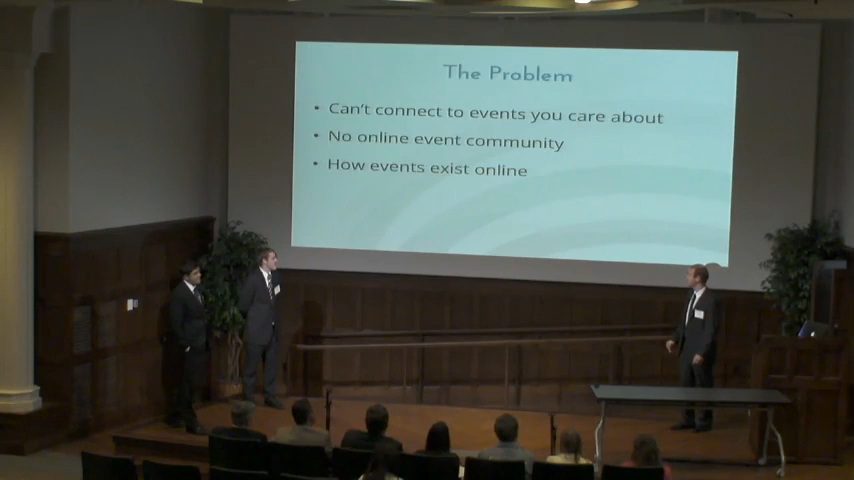 The Problem
• Can't connect to events you care about
• No online event community
• How events exist online